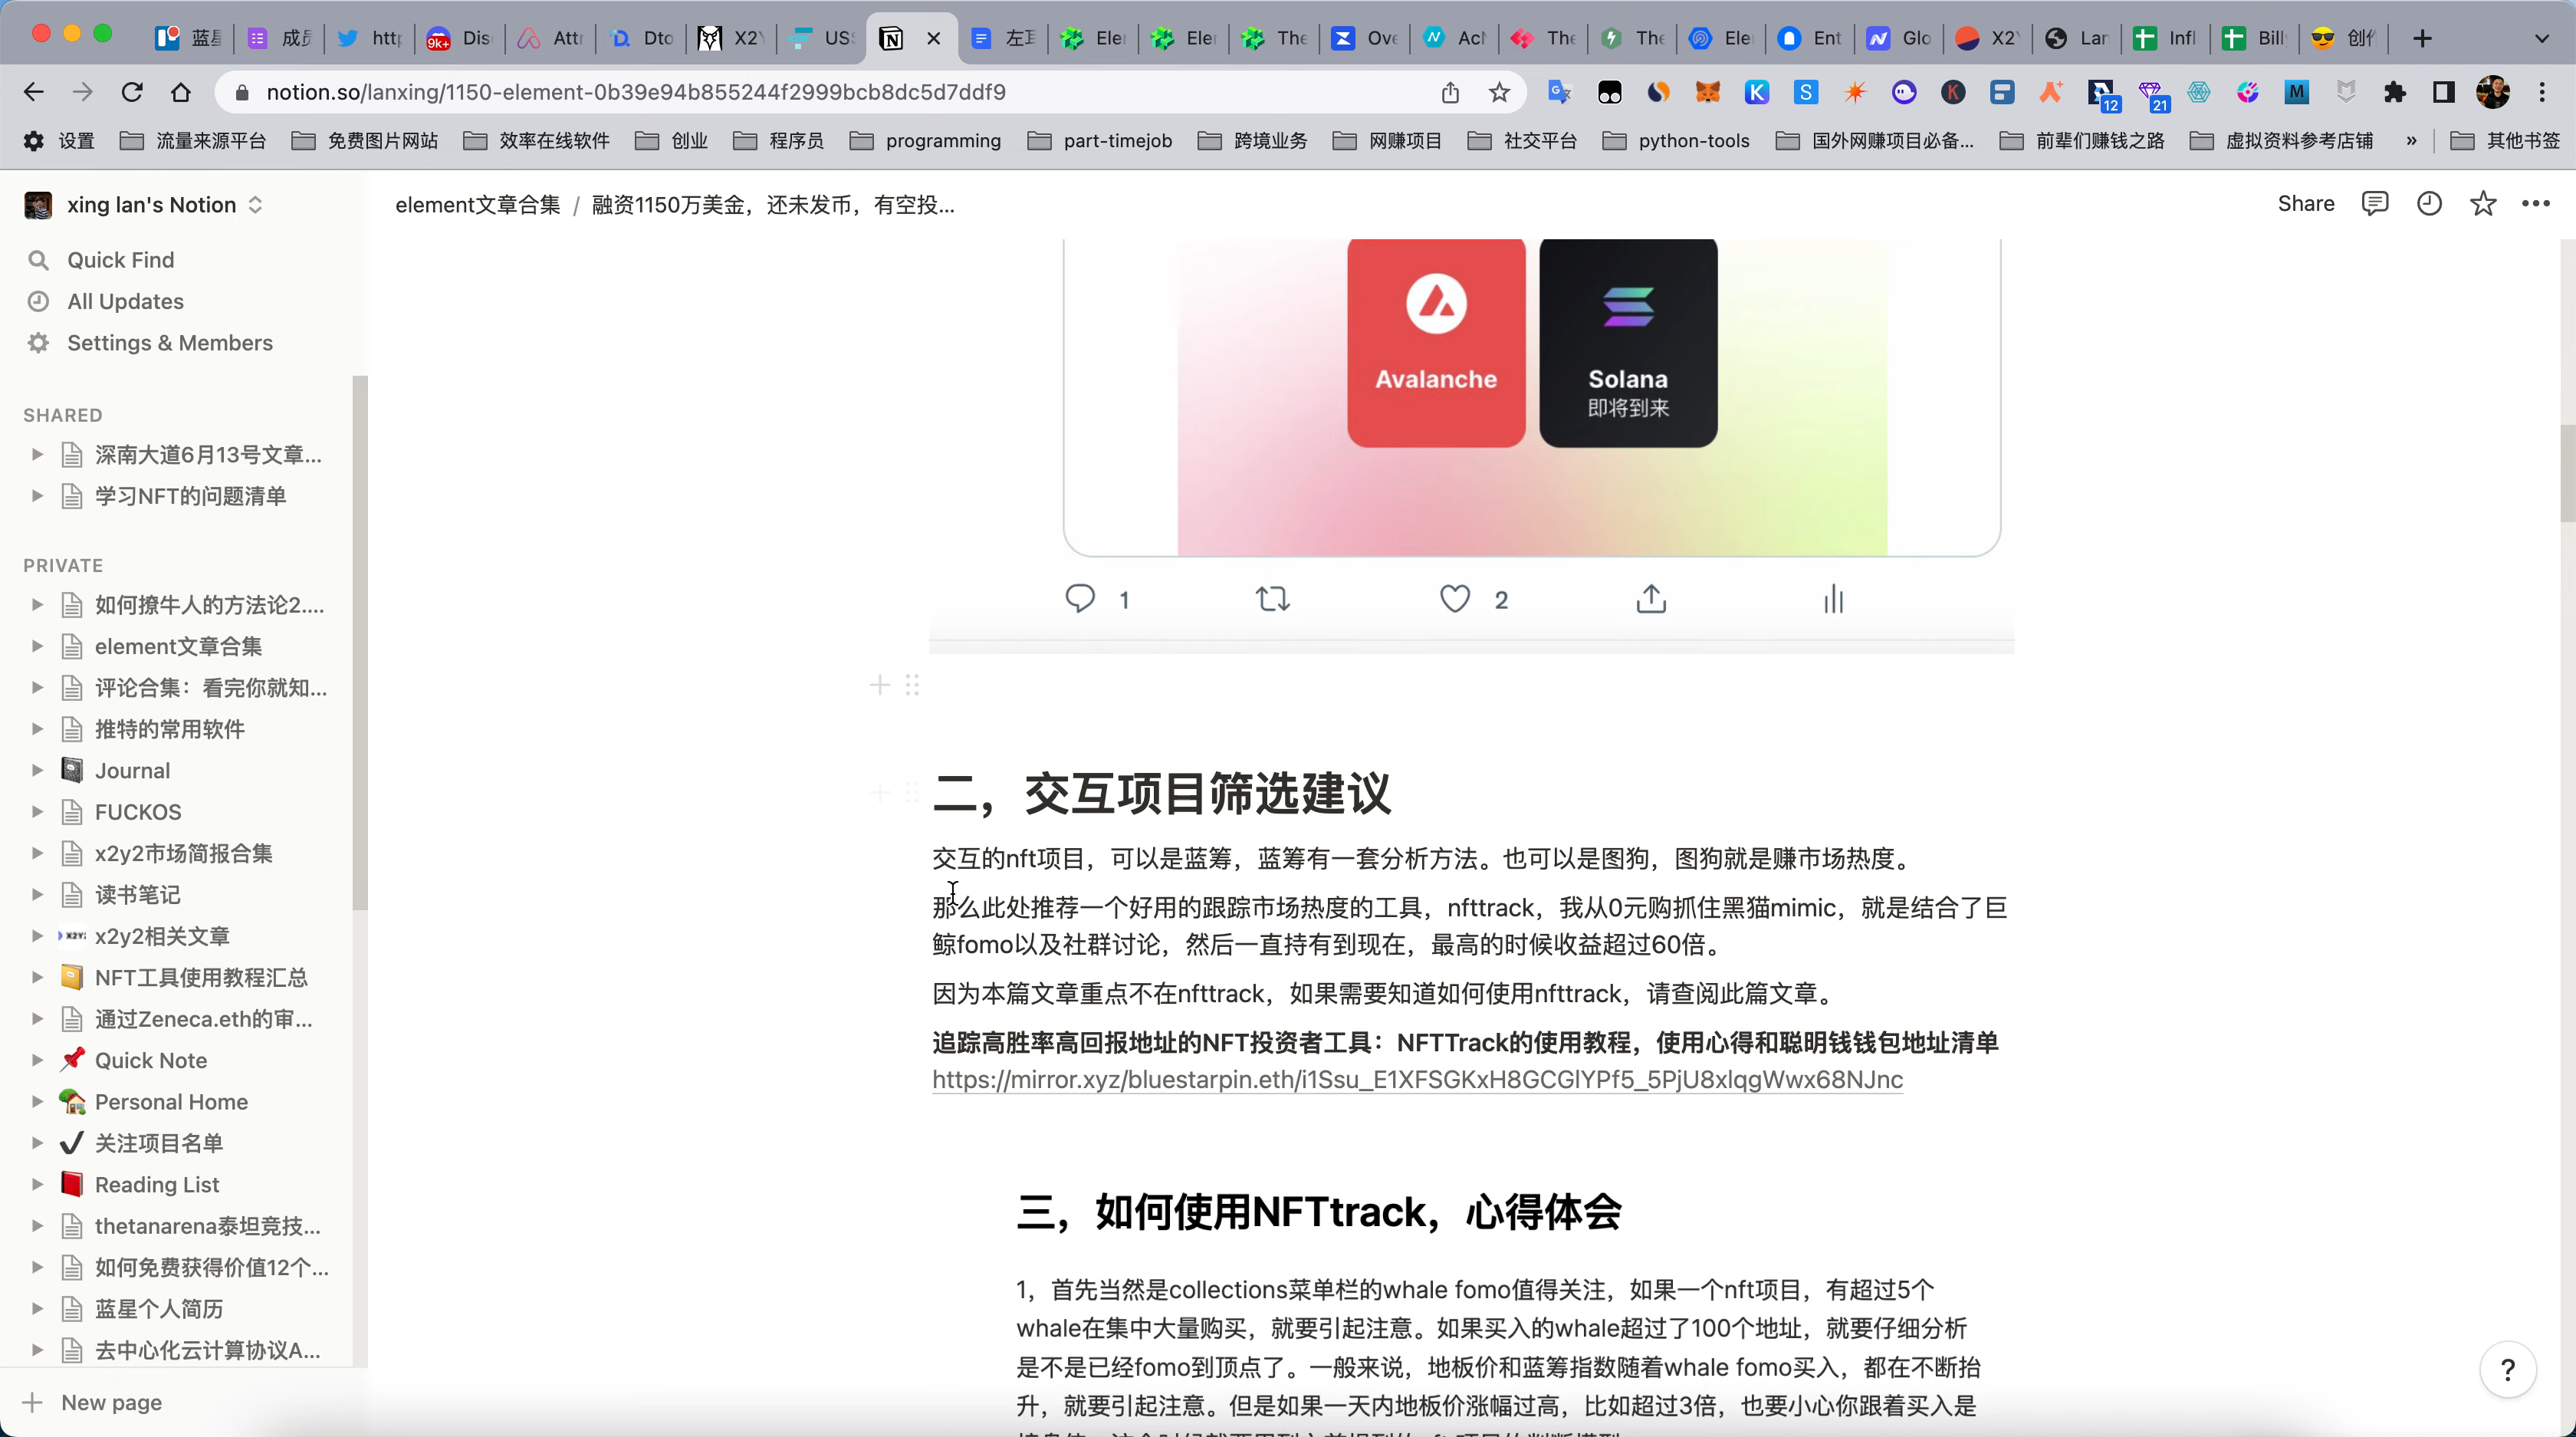 蓝星
成员
http
9k+
Dis
Attr
Dto
X2Y
USS
左耳
Eler
Eler
The
Ove
AcN
The
The
Ele
Ent
Glo
X2Y
Lan
Infl
Bill
创作
notion.so/lanxing/1150-element-0b39e94b855244f2999bcb8dc5d7ddf9
12
21
设置
流量来源平台
免费图片网站
效率在线软件
创业
程序员
programming
part-timejob
跨境业务
网赚项目
社交平台
python-tools
国外网赚项目必备...
前辈们赚钱之路
虚拟资料参考店铺
»
其他书签
xing lan's Notion
element文章合集 / 融资1150万美金，还未发币，有空投...
Share
Quick Find
All Updates
Settings & Members
SHARED
深南大道6月13号文章...
学习NFT的问题清单
PRIVATE
如何撩牛人的方法论2....
element文章合集
评论合集：看完你就知...
推特的常用软件
Journal
FUCKOS
x2y2市场简报合集
读书笔记
x2y2相关文章
NFT工具使用教程汇总
通过Zeneca.eth的审...
Quick Note
Personal Home
关注项目名单
Reading List
thetanarena泰坦竞技...
如何免费获得价值12个...
蓝星个人简历
去中心化云计算协议A...
New page
Avalanche
Solana
即将到来
1
2
二，交互项目筛选建议
交互的nft项目，可以是蓝筹，蓝筹有一套分析方法。也可以是图狗，图狗就是赚市场热度。
那么此处推荐一个好用的跟踪市场热度的工具，nfttrack，我从0元购抓住黑猫mimic，就是结合了巨
鲸fomo以及社群讨论，然后一直持有到现在，最高的时候收益超过60倍。
因为本篇文章重点不在nfttrack，如果需要知道如何使用nfttrack，请查阅此篇文章。
追踪高胜率高回报地址的NFT投资者工具：NFTTrack的使用教程，使用心得和聪明钱钱包地址清单
https://mirror.xyz/bluestarpin.eth/i1Ssu_E1XFSGKxH8GCGlYPf5_5PjU8xlqgWwx68NJnc
三，如何使用NFTtrack，心得体会
1，首先当然是collections菜单栏的whale fomo值得关注，如果一个nft项目，有超过5个
whale在集中大量购买，就要引起注意。如果买入的whale超过了100个地址，就要仔细分析
是不是已经fomo到顶点了。一般来说，地板价和蓝筹指数随着whale fomo买入，都在不断抬
升，就要引起注意。但是如果一天内地板价涨幅过高，比如超过3倍，也要小心你跟着买入是
?